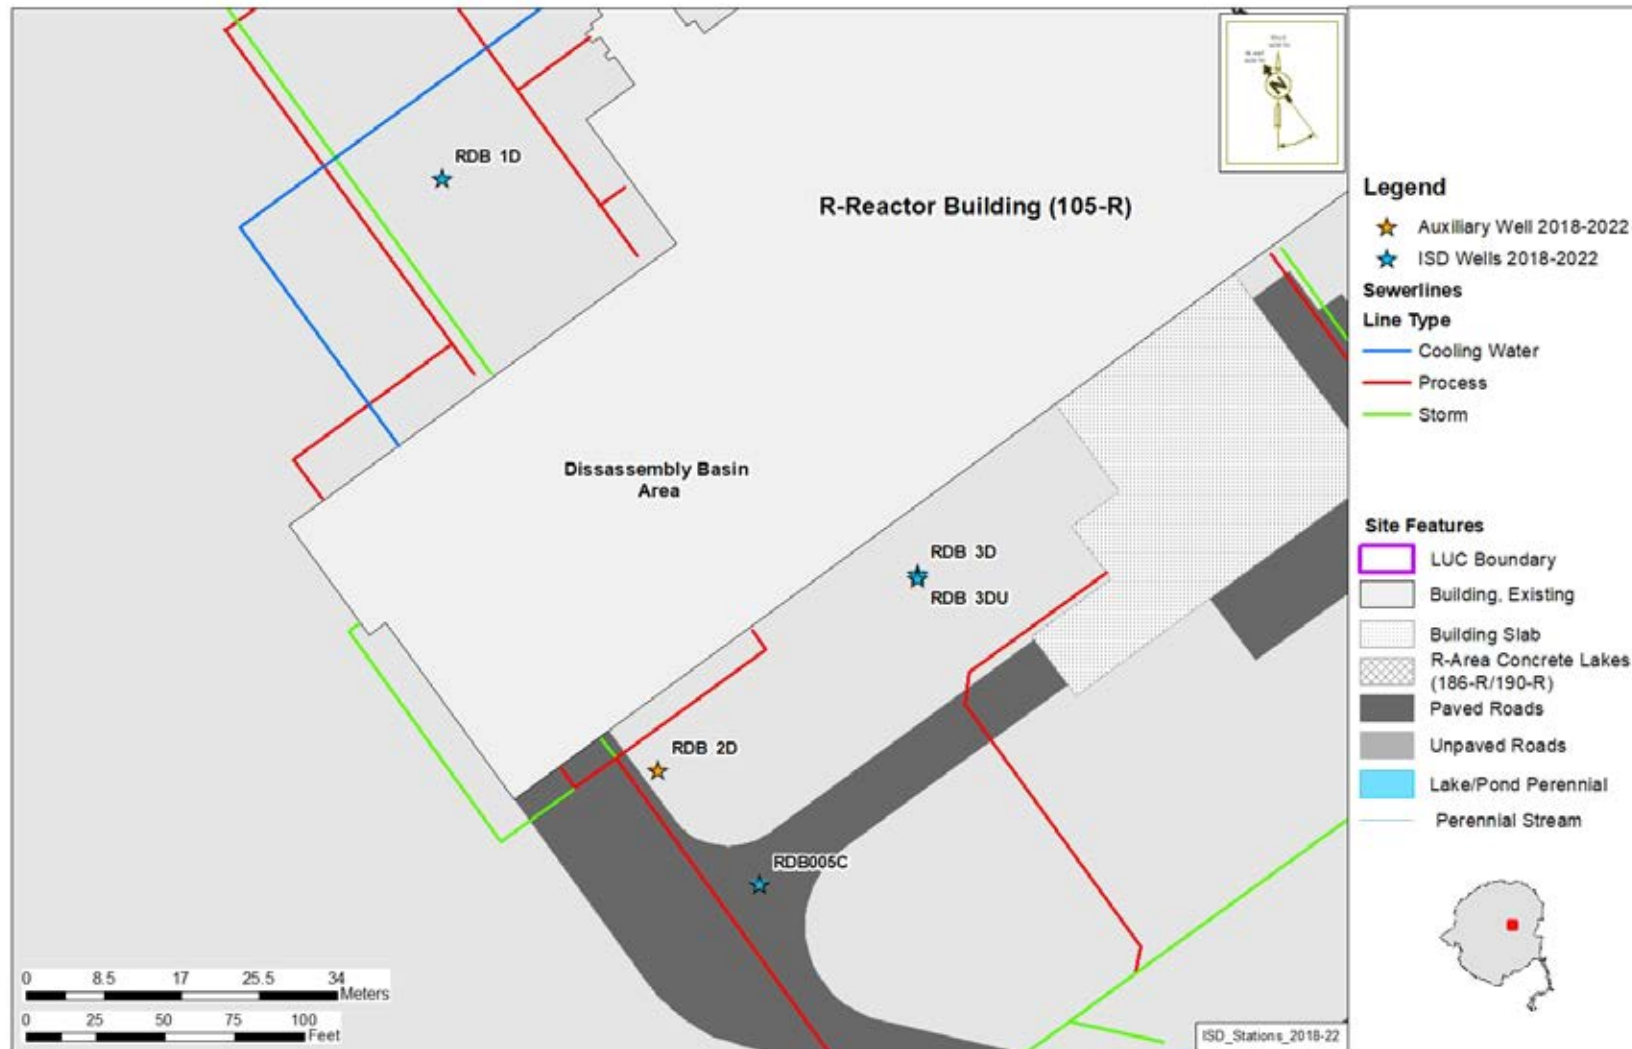 RDB 1D
R-Reactor Building (105-R)
Dissassembly Basin
Area
RDB 3D
RDB 3DU
RDB 2D
RDB005C
0 8.5 17 25.5 34
Meters
0 25 50 75 100
Feet
ISD_Stations_2018-22
N
Legend
Auxiliary Well 2018-2022
ISD Wells 2018-2022
Sewerlines
Line Type
Cooling Water
Process
Storm
Site Features
LUC Boundary
Building, Existing
Building Slab
R-Area Concrete Lakes
(186-R/190-R)
Paved Roads
Unpaved Roads
Lake/Pond Perennial
Perennial Stream